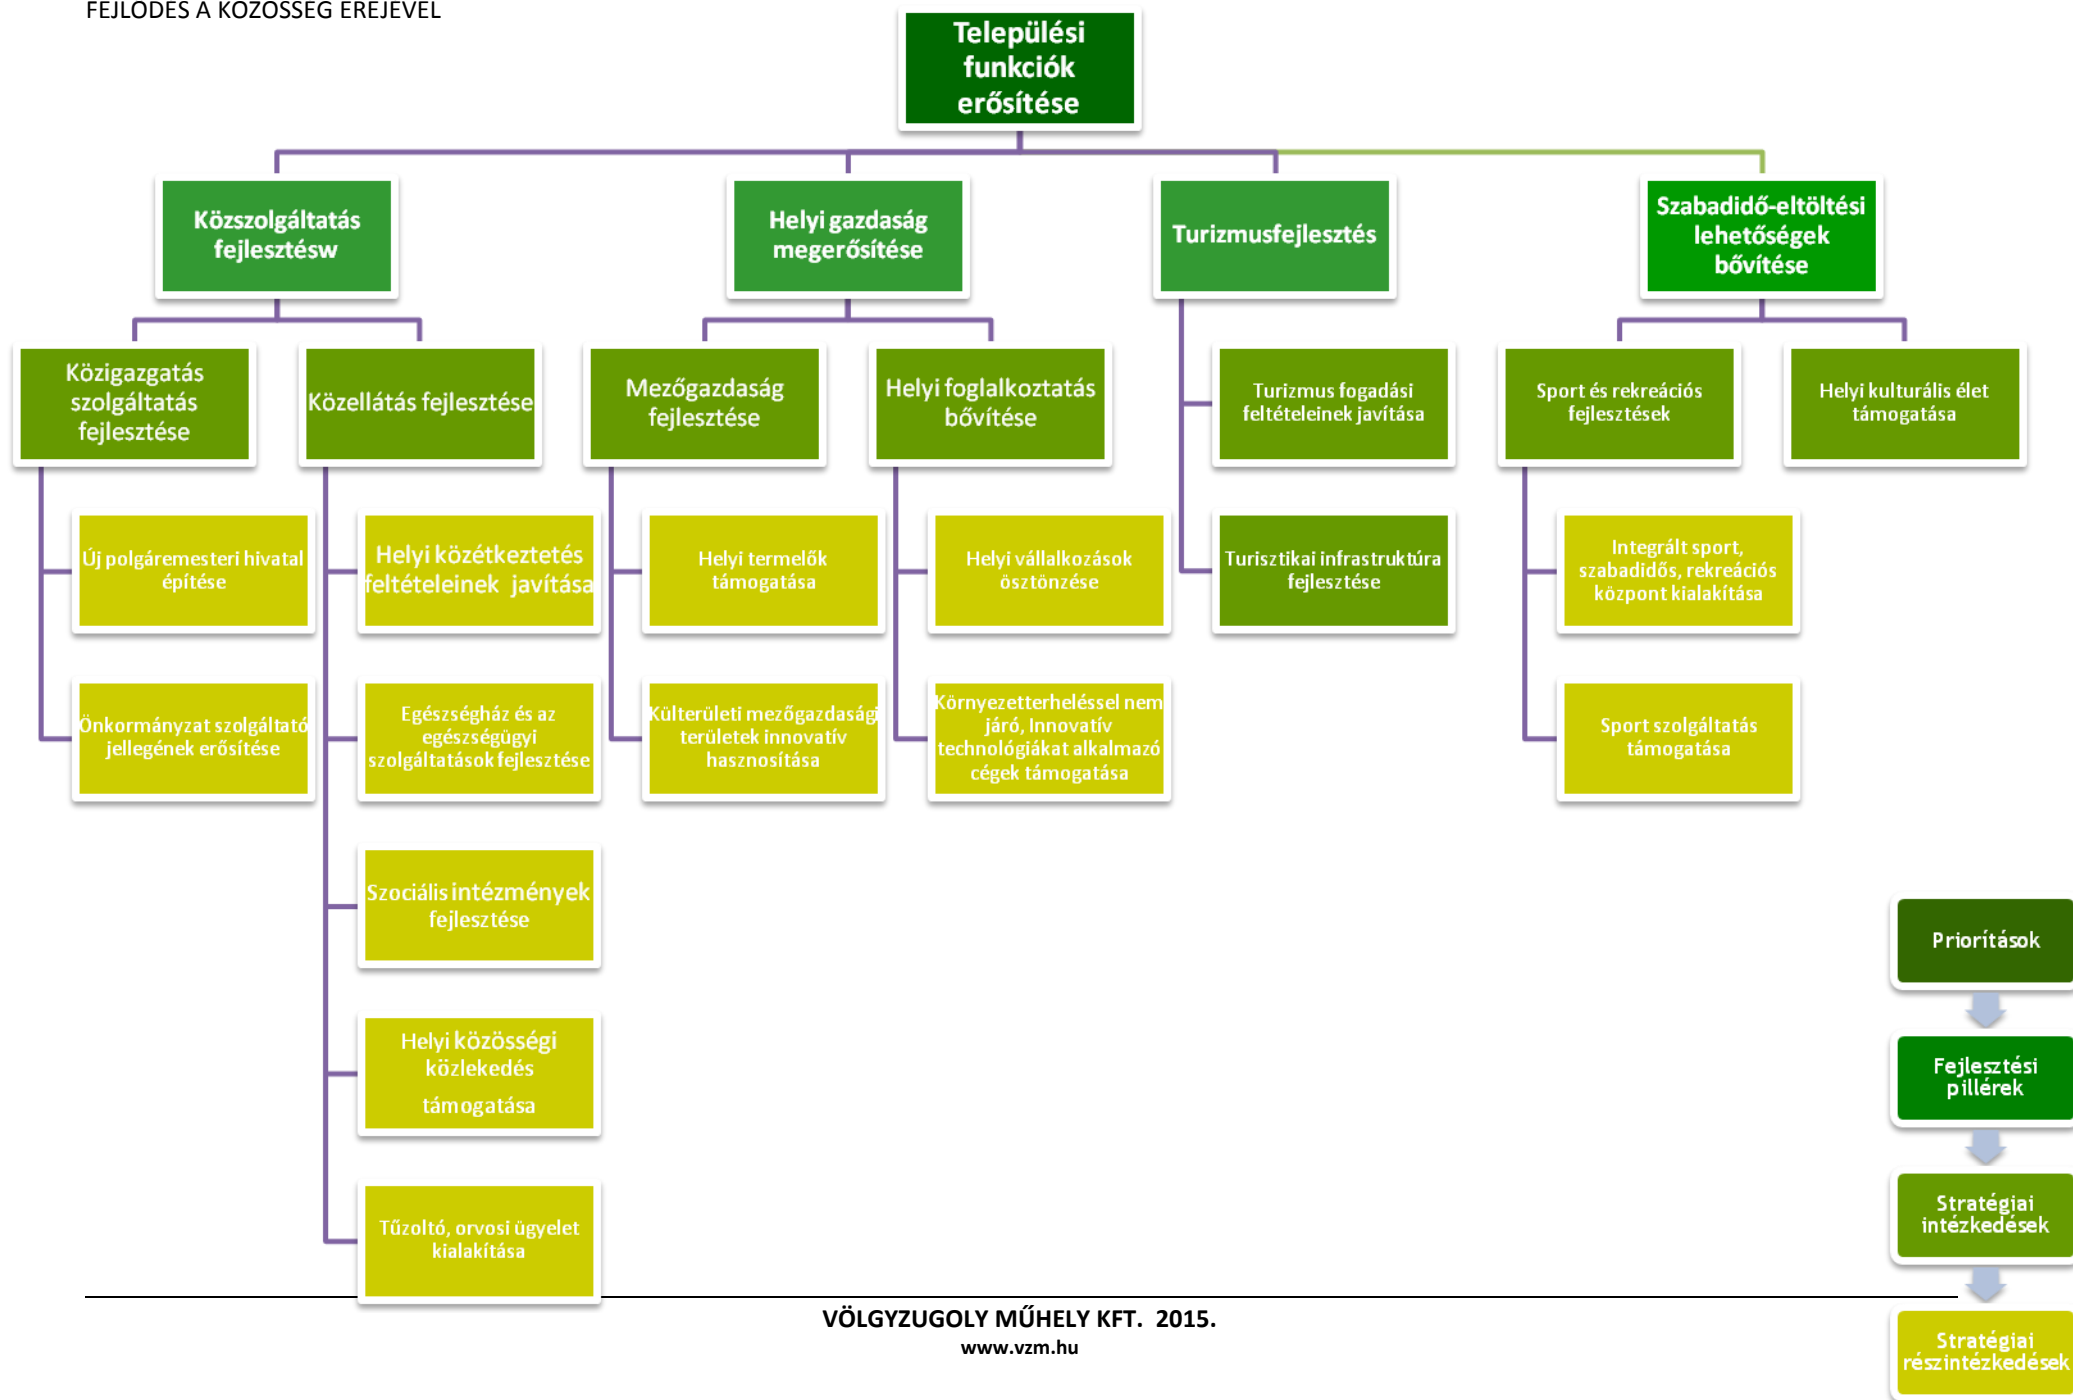 FEJLŐDÉS A KÖZÖSSÉG EREJÉVEL
Települési
funkciók
erősítése
Közszolgáltatás
fejlesztésw
Helyi gazdaság
megerősítése
Turizmusfejlesztés
Szabadidő-eltöltési
lehetőségek
bővítése
Közigazgatás
szolgáltatás
fejlesztése
Közellátás fejlesztése
Mezőgazdaság
fejlesztése
Helyi foglalkoztatás
bővítése
Turizmus fogadási
feltételeinek javítása
Sport és rekreációs
fejlesztések
Helyi kulturális élet
támogatása
Új polgáremesteri hivatal
építése
Helyi közétkeztetés
feltételeinek javítása
Helyi termelők
támogatása
Helyi vállalkozások
ösztönzése
Turisztikai infrastruktúra
fejlesztése
Integrált sport,
szabadidős, rekreációs
központ kialakítása
Önkormányzat szolgáltató
jellegének erősítése
Egészségház és az
egészségügyi
szolgáltatások fejlesztése
Külterületi mezőgazdasági
területek innovatív
hasznosítása
Környezetterheléssel nem
járó, Innovatív
technológiákat alkalmazó
cégek támogatása
Sport szolgáltatás
támogatása
Szociális intézmények
fejlesztése
Helyi közösségi
közlekedés
támogatása
Tűzoltó, orvosi ügyelet
kialakítása
Priorítások
Fejlesztési
pillérek
Stratégiai
intézkedések
Stratégiai
részintézkedések
VÖLGYZUGOLY MŰHELY KFT. 2015.
www.vzm.hu